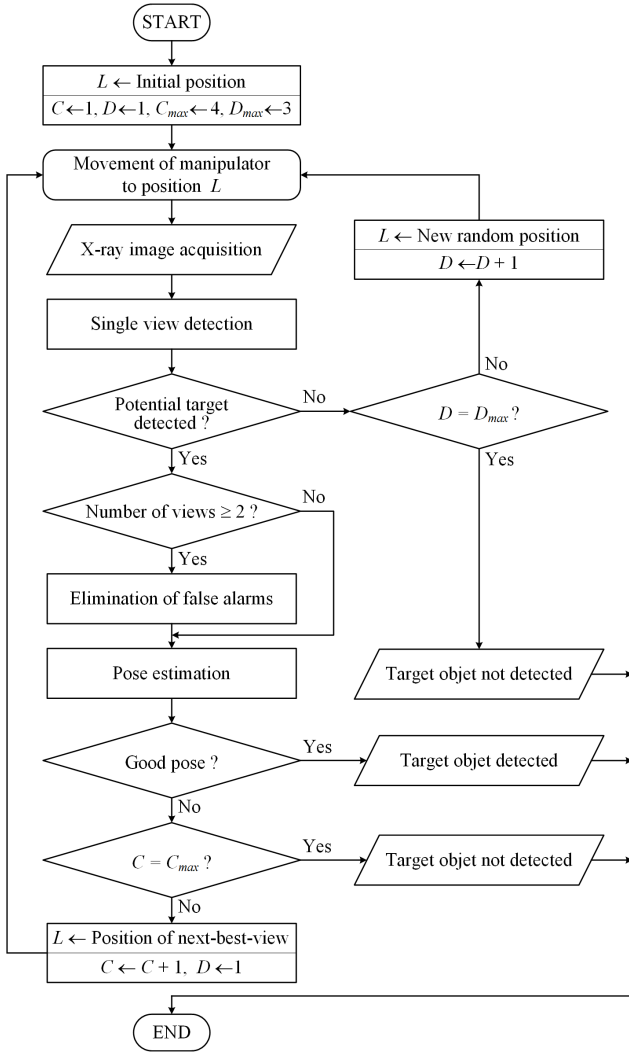 START
L ← Initial position
C←1, D←1, Cmax←4, Dmax←3
Movement of manipulator
to position L
X-ray image acquisition
L ← New random position
D ←D + 1
Single view detection
No
Potential target
detected ?
No
D = Dmax ?
Yes
Yes
Number of views ≥ 2 ?
No
Yes
Elimination of false alarms
Pose estimation
Target objet not detected
Good pose ?
Yes
Target objet detected
No
C = Cmax ?
Yes
Target objet not detected
No
L ← Position of next-best-view
C ← C + 1, D ←1
END